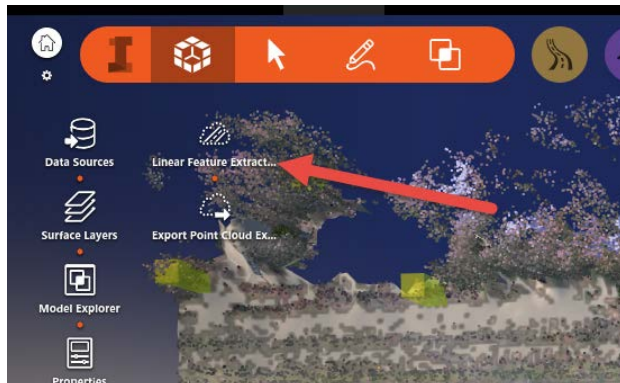 Data Sources
Linear Feature Extract...
Surface Layers
Export Point Cloud Ex...
Model Explorer
Properties